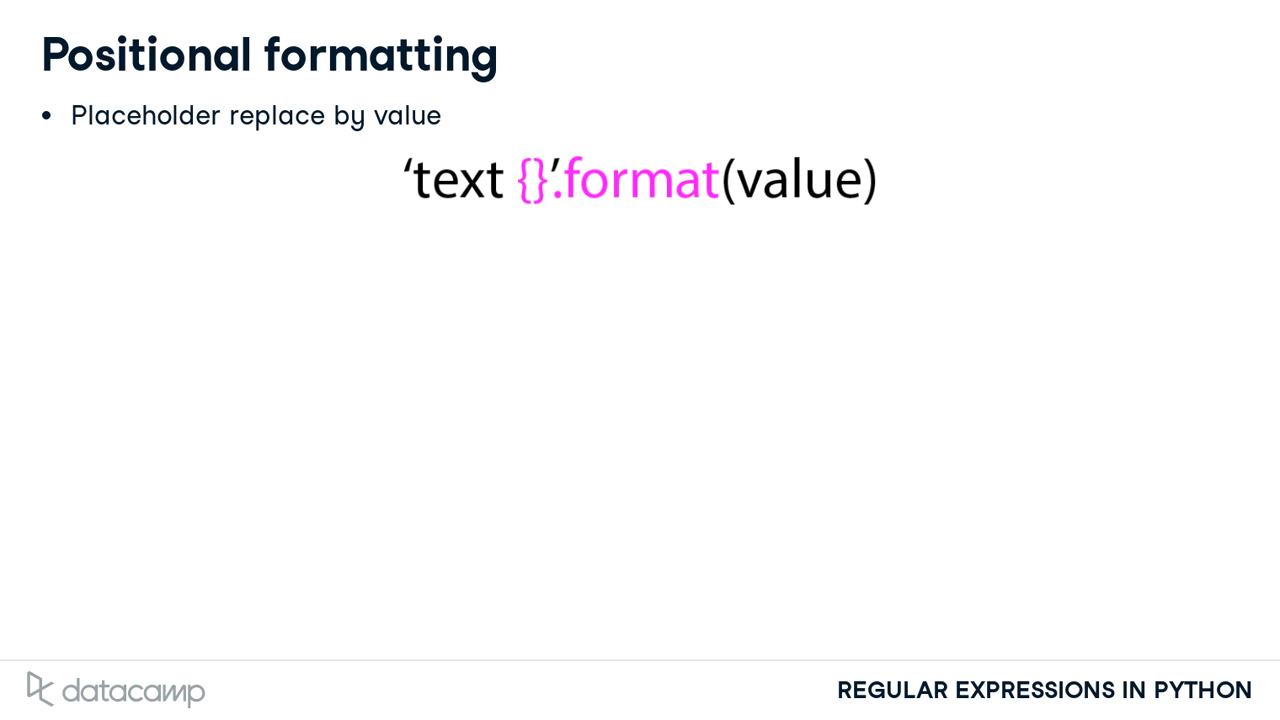 Positional formatting
• Placeholder replace by value
‘text {}’.format(value)
datacamp
REGULAR EXPRESSIONS IN PYTHON